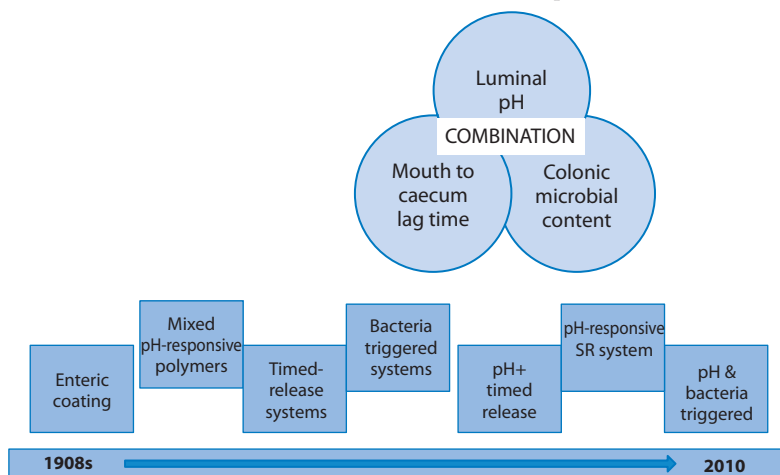 Luminal
pH
COMBINATION
Mouth to
caecum
lag time
Colonic
microbial
content
Enteric
coating
Mixed
pH-responsive
polymers
Timed-
release
systems
Bacteria
triggered
systems
pH+
timed
release
pH-responsive
SR system
pH &
bacteria
triggered
1908s
2010